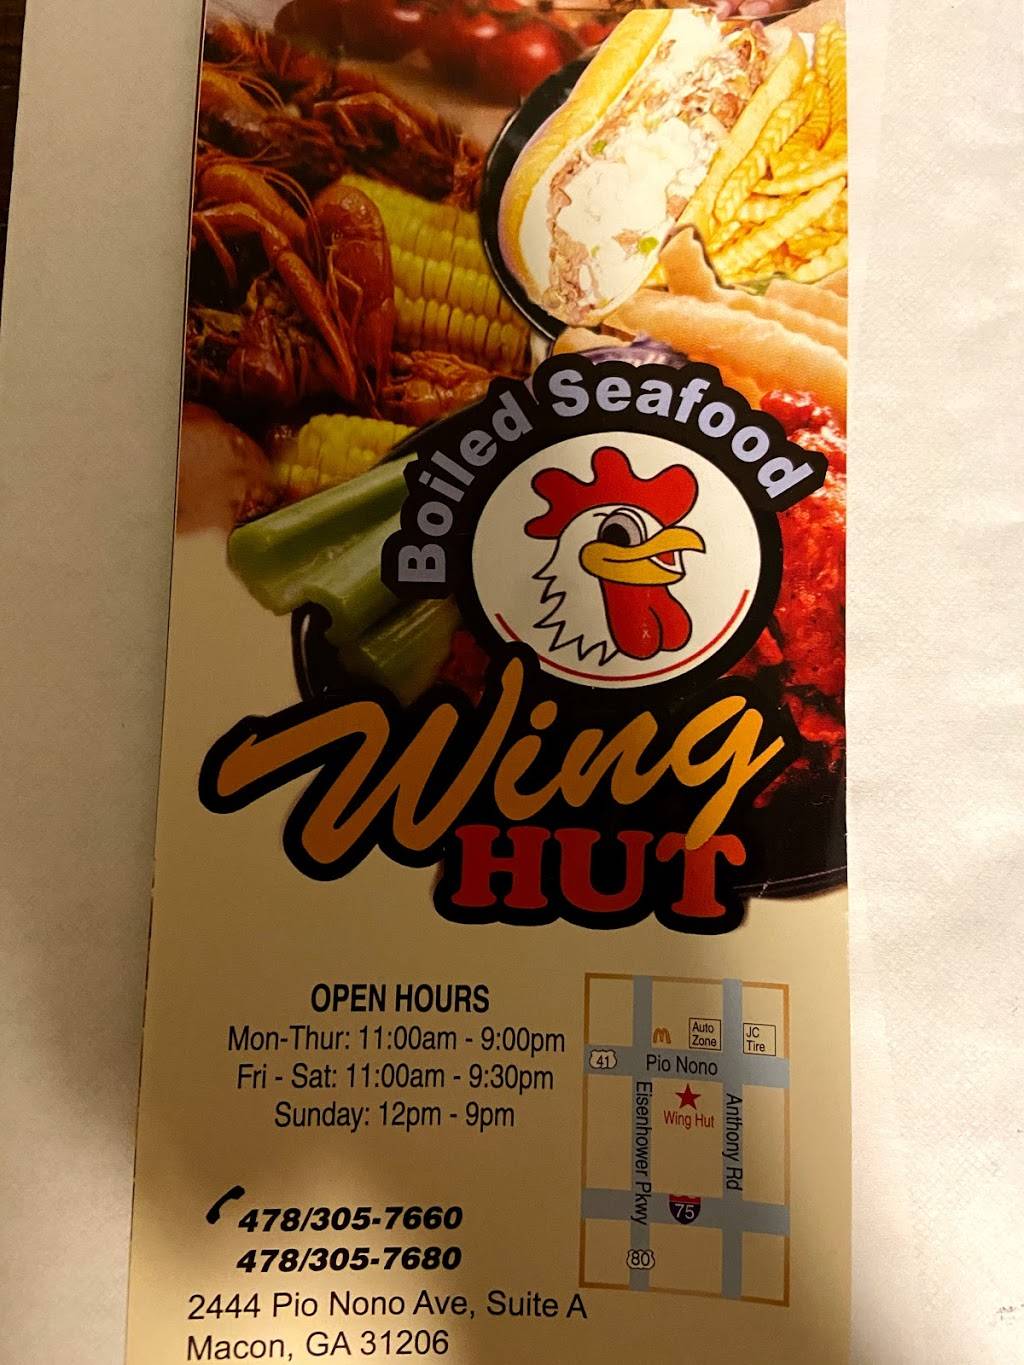 Boiled Seafood
Wing
HUT
OPEN HOURS
Mon-Thur: 11:00am - 9:00pm
Fri - Sat: 11:00am - 9:30pm
Sunday: 12pm - 9pm
478/305-7660
478/305-7680
2444 Pio Nono Ave, Suite A
Macon, GA 31206
Auto
Zone
JC
Tire
41
Pio Nono
Wing Hut
Eisenhower Pkwy
Anthony Rd
75
80